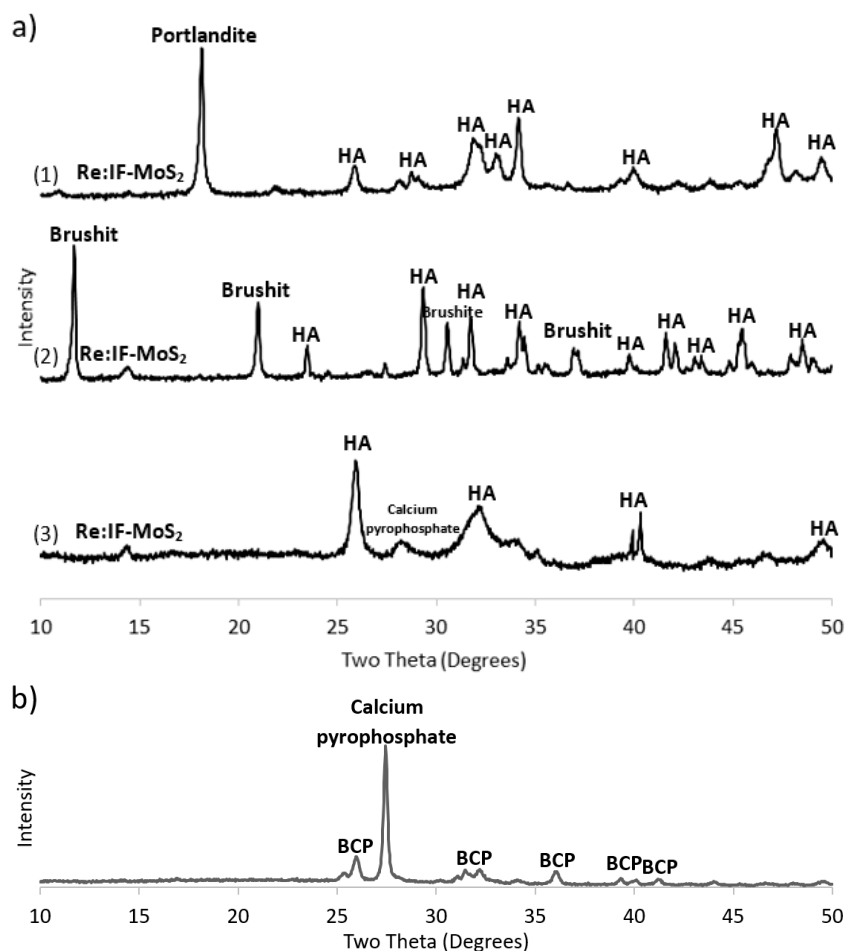 a)
Portlandite
HA
HA
HA
HA
HA
HA
HA
HA
(1) Re:IF-MoS₂
Brushit
Brushit
HA
HA
Brushite
HA
HA
Brushit
HA
HA
HA
HA
HA
(2) Re:IF-MoS₂
Intensity
HA
Calcium
pyrophosphate
HA
HA
HA
(3) Re:IF-MoS₂
10 15 20 25 30 35 40 45 50
Two Theta (Degrees)
b)
Calcium
pyrophosphate
Intensity
BCP
BCP
BCP
BCP
BCP
10 15 20 25 30 35 40 45 50
Two Theta (Degrees)